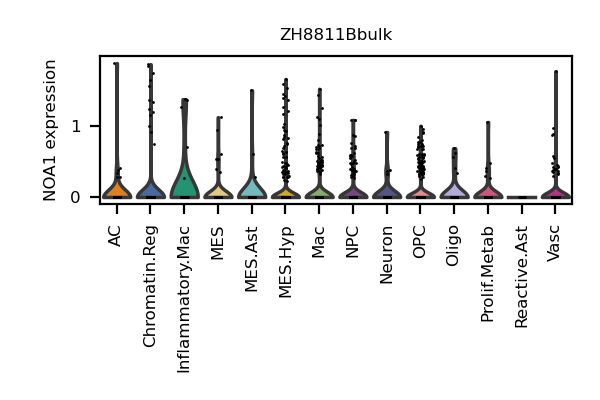 ZH8811Bbulk
NOA1 expression
1
0
AC
Chromatin.Reg
Inflammatory.Mac
MES
MES.Ast
MES.Hyp
Mac
NPC
Neuron
OPC
Oligo
Prolif.Metab
Reactive.Ast
Vasc